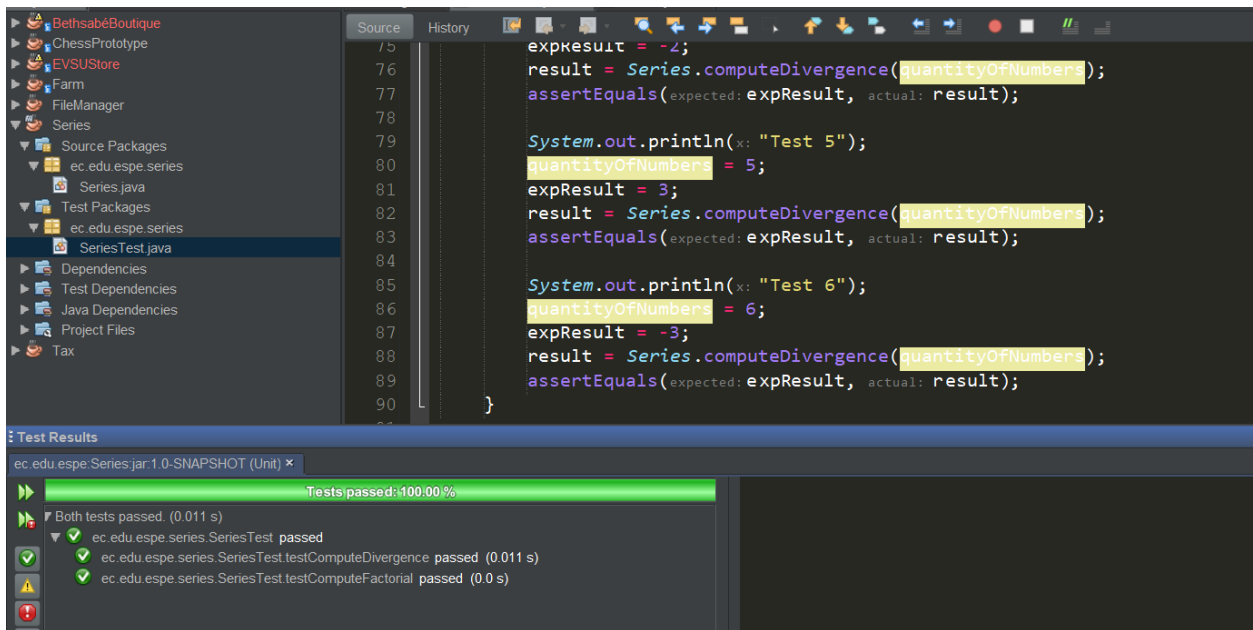 BethsabéBoutique
ChessPrototype
EVSUStore
Farm
FileManager
Series
Source Packages
ec.edu.espe.series
Series.java
Test Packages
ec.edu.espe.series
SeriesTest.java
Dependencies
Test Dependencies
Java Dependencies
Project Files
Tax
Source History
75 expResult = -2;
76 result = Series.computeDivergence(quantityOfNumbers);
77 assertEquals(expected: expResult, actual: result);
78
79 System.out.println(x: "Test 5");
80 quantityOfNumbers = 5;
81 expResult = 3;
82 result = Series.computeDivergence(quantityOfNumbers);
83 assertEquals(expected: expResult, actual: result);
84
85 System.out.println(x: "Test 6");
86 quantityOfNumbers = 6;
87 expResult = -3;
88 result = Series.computeDivergence(quantityOfNumbers);
89 assertEquals(expected: expResult, actual: result);
90 }
Test Results
ec.edu.espe:Series:jar:1.0-SNAPSHOT (Unit) ×
Tests passed: 100.00 %
Both tests passed. (0.011 s)
ec.edu.espe.series.SeriesTest passed
ec.edu.espe.series.SeriesTest.testComputeDivergence passed (0.011 s)
ec.edu.espe.series.SeriesTest.testComputeFactorial passed (0.0 s)